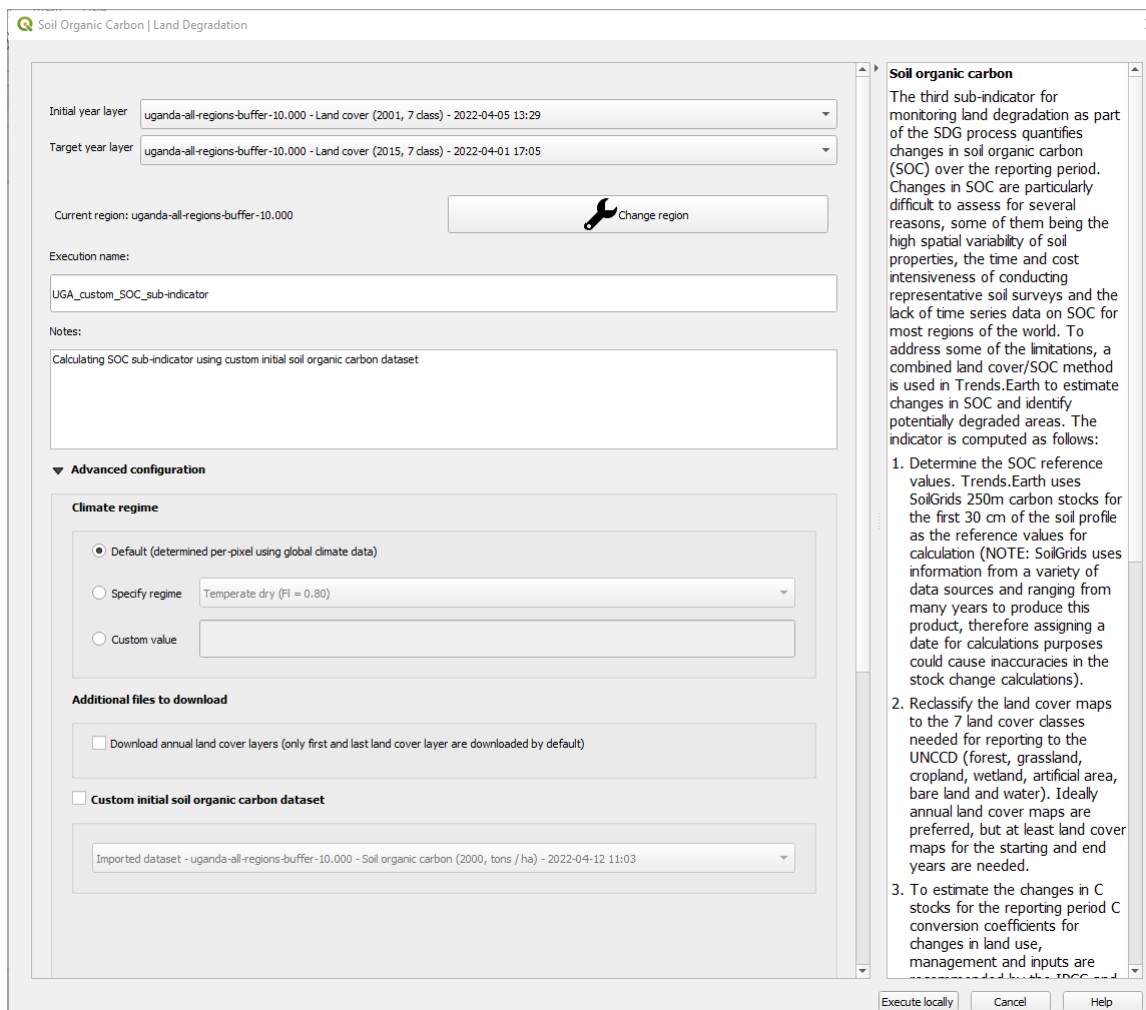 Soil Organic Carbon | Land Degradation
Initial year layer
uganda-all-regions-buffer-10.000 - Land cover (2001, 7 class) - 2022-04-05 13:29
Target year layer
uganda-all-regions-buffer-10.000 - Land cover (2015, 7 class) - 2022-04-01 17:05
Current region: uganda-all-regions-buffer-10.000
Change region
Execution name:
UGA_custom_SOC_sub-indicator
Notes:
Calculating SOC sub-indicator using custom initial soil organic carbon dataset
Advanced configuration
Climate regime
Default (determined per-pixel using global climate data)
Specify regime
Temperate dry (Fl = 0.80)
Custom value
Additional files to download
Download annual land cover layers (only first and last land cover layer are downloaded by default)
Custom initial soil organic carbon dataset
Imported dataset - uganda-all-regions-buffer-10.000 - Soil organic carbon (2000, tons / ha) - 2022-04-12 11:03
Soil organic carbon
The third sub-indicator for
monitoring land degradation as part
of the SDG process quantifies
changes in soil organic carbon
(SOC) over the reporting period.
Changes in SOC are particularly
difficult to assess for several
reasons, some of them being the
high spatial variability of soil
properties, the time and cost
intensiveness of conducting
representative soil surveys and the
lack of time series data on SOC for
most regions of the world. To
address some of the limitations, a
combined land cover/SOC method
is used in Trends.Earth to estimate
changes in SOC and identify
potentially degraded areas. The
indicator is computed as follows:
1. Determine the SOC reference
values. Trends.Earth uses
SoilGrids 250m carbon stocks for
the first 30 cm of the soil profile
as the reference values for
calculation (NOTE: SoilGrids uses
information from a variety of
data sources and ranging from
many years to produce this
product, therefore assigning a
date for calculations purposes
could cause inaccuracies in the
stock change calculations).
2. Reclassify the land cover maps
to the 7 land cover classes
needed for reporting to the
UNCCD (forest, grassland,
cropland, wetland, artificial area,
bare land and water). Ideally
annual land cover maps are
preferred, but at least land cover
maps for the starting and end
years are needed.
3. To estimate the changes in C
stocks for the reporting period C
conversion coefficients for
changes in land use,
management and inputs are
recommended by the IPCC and
Execute locally
Cancel
Help